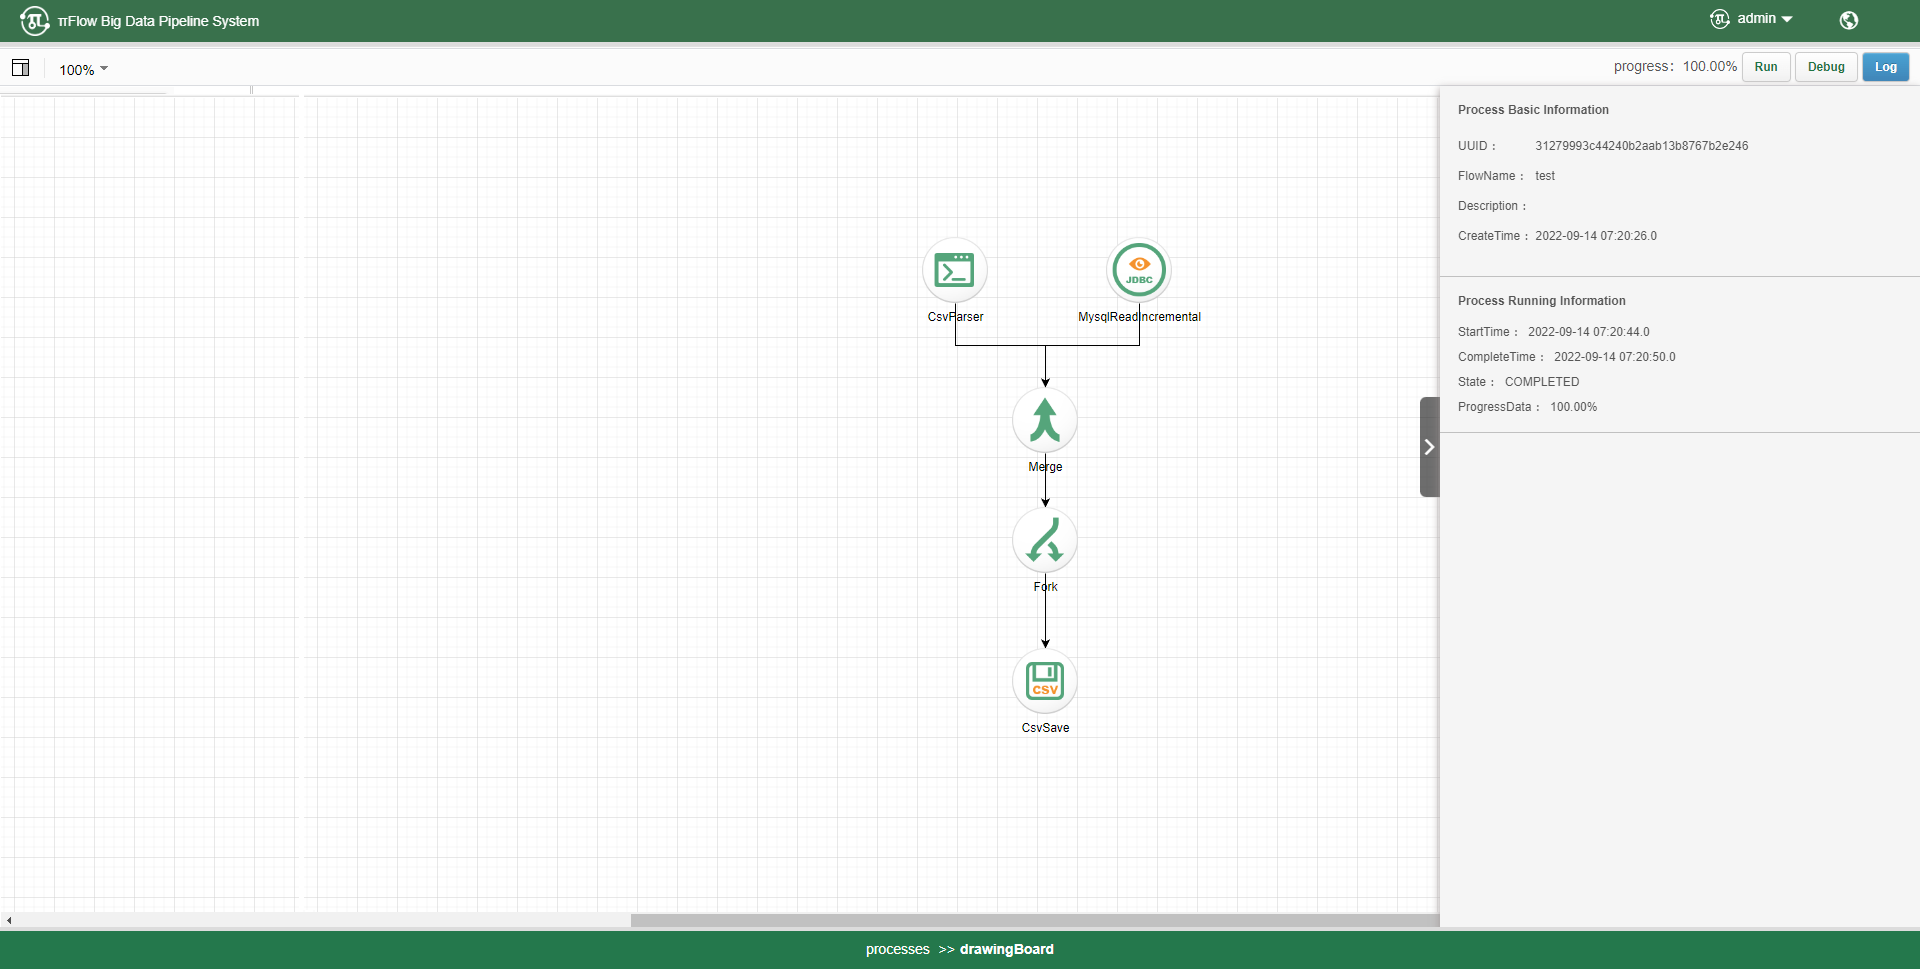 πFlow Big Data Pipeline System
admin
100%
progress: 100.00%
Run
Debug
Log
Process Basic Information
UUID : 31279993c44240b2aab13b8767b2e246
FlowName : test
Description :
CreateTime : 2022-09-14 07:20:26.0
Process Running Information
StartTime : 2022-09-14 07:20:44.0
CompleteTime : 2022-09-14 07:20:50.0
State : COMPLETED
ProgressData : 100.00%
JDBC
CsvParser
MysqlReadIncremental
Merge
Fork
CSV
CsvSave
processes >> drawingBoard